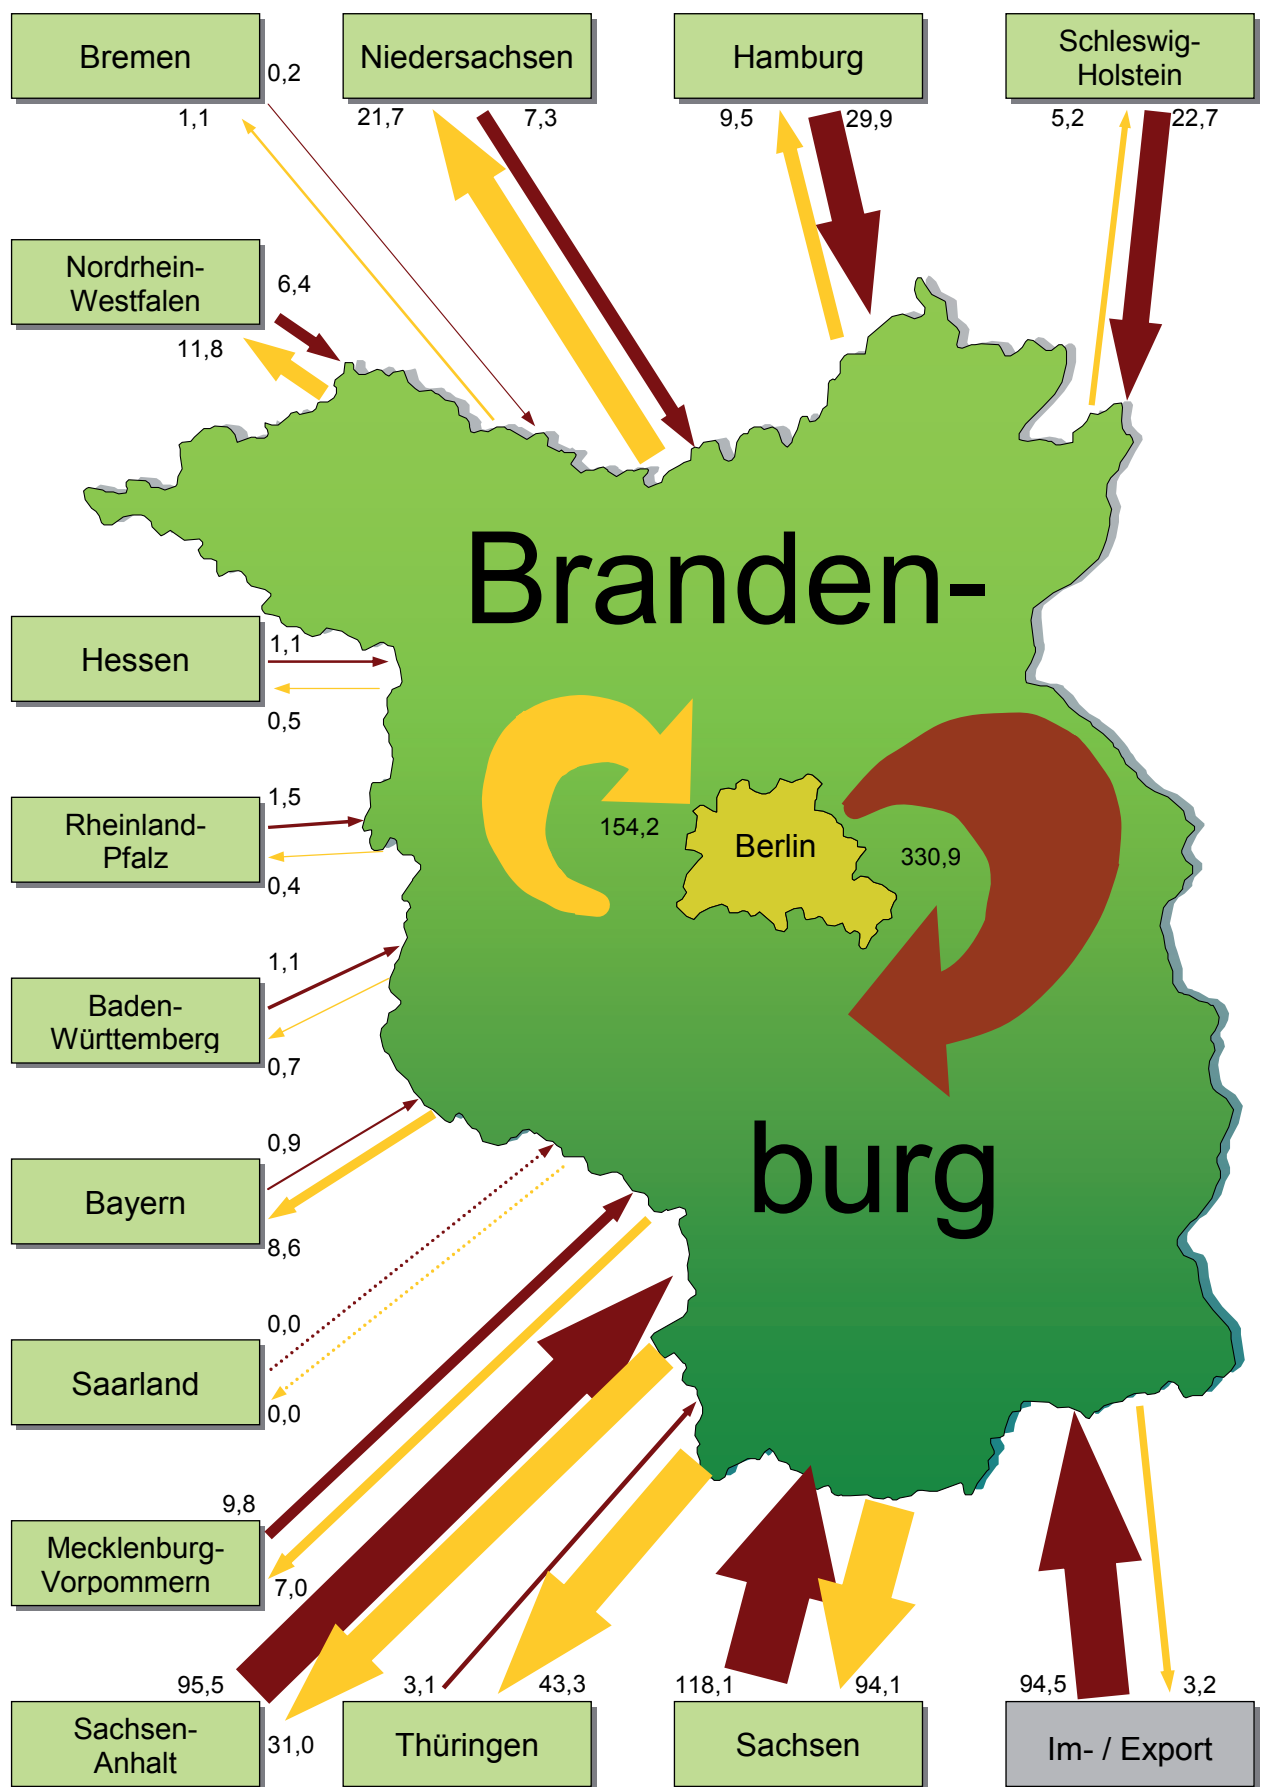 Bremen
0,2
1,1
Niedersachsen
21,7
7,3
Hamburg
9,5
29,9
Schleswig-
Holstein
5,2
22,7
Nordrhein-
Westfalen
6,4
11,8
Branden-
burg
Hessen
1,1
0,5
154,2
Berlin
330,9
Rheinland-
Pfalz
1,5
0,4
Baden-
Württemberg
1,1
0,7
Bayern
0,9
8,6
Saarland
0,0
0,0
Mecklenburg-
Vorpommern
9,8
7,0
Sachsen-
Anhalt
95,5
31,0
Thüringen
3,1
43,3
Sachsen
118,1
94,1
Im- / Export
94,5
3,2